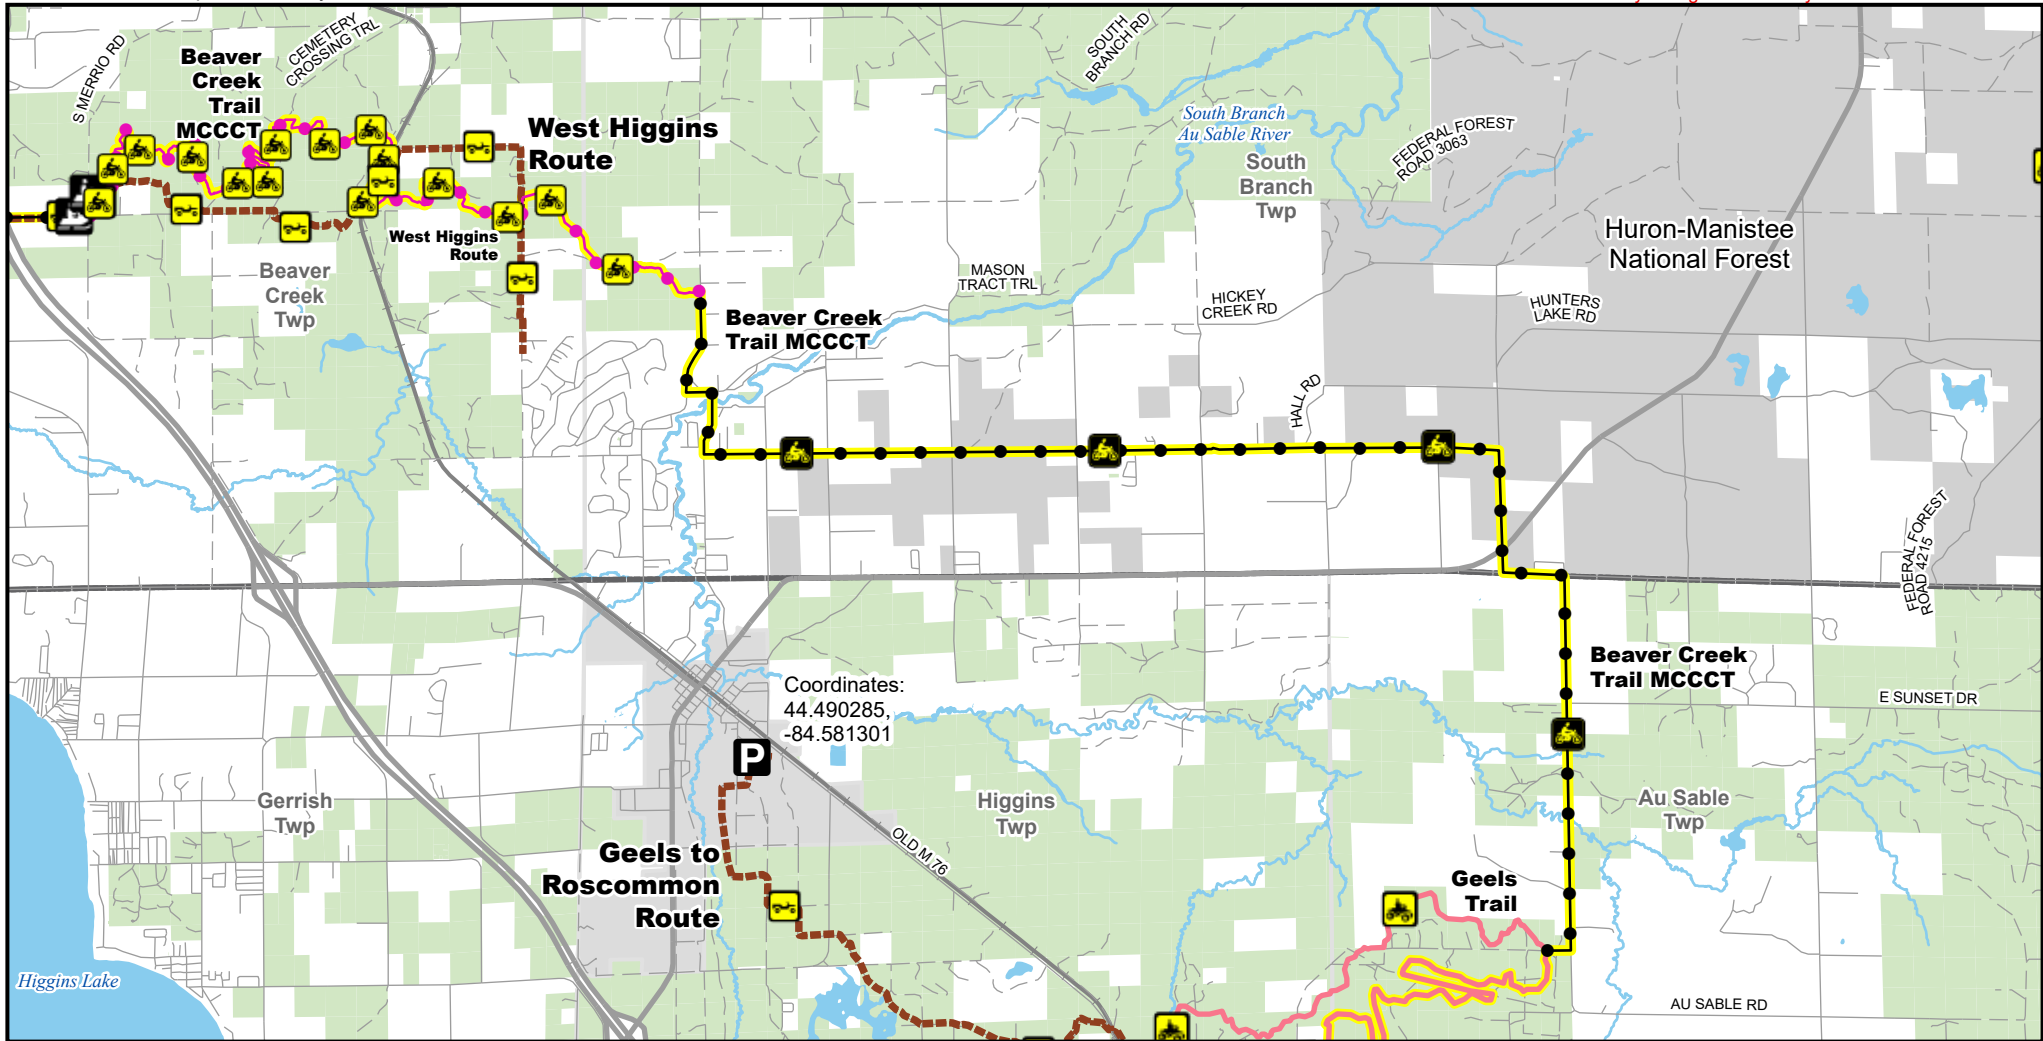 S MERRIO RD
Beaver
Creek
Trail
MCCCT
CEMETERY
CROSSING TRL
West Higgins
Route
SOUTH
BRANCH RD
South Branch
Au Sable River
South
Branch
Twp
FEDERAL FOREST
ROAD 3063
Huron-Manistee
National Forest
West Higgins
Route
Beaver
Creek
Twp
MASON
TRACT TRL
HICKEY
CREEK RD
HUNTERS
LAKE RD
Beaver Creek
Trail MCCCT
HALL RD
FEDERAL FOREST
ROAD 4215
Beaver Creek
Trail MCCCT
E SUNSET DR
Coordinates:
44.490285,
-84.581301
P
Gerrish
Twp
Higgins
Twp
Au Sable
Twp
OLD M 76
Geels to
Roscommon
Route
Geels
Trail
Higgins Lake
AU SABLE RD